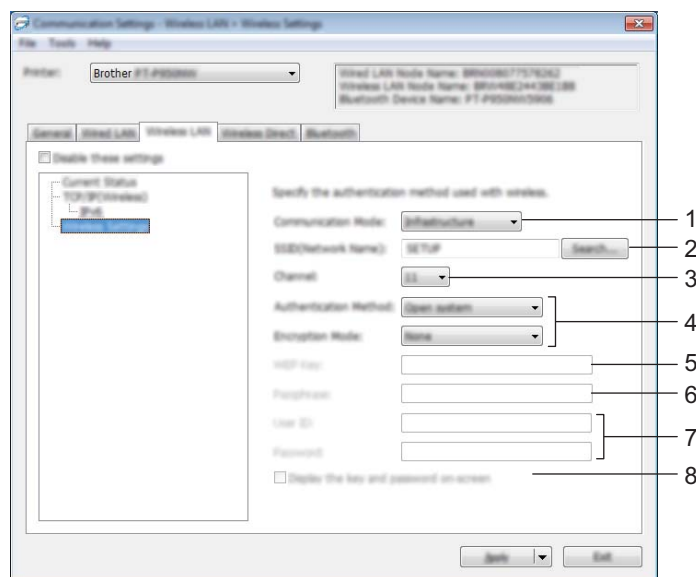 Communication Settings - Wireless LAN > Wireless Settings
File Tools Help
Printer: Brother PT-P950NW
Wired LAN Node Name:
Wireless LAN Node Name:
Bluetooth Device Name: PT-P950NW5906
General Wired LAN Wireless LAN Wireless Direct Bluetooth
Disable these settings
Current Status
TCP/IP(Wireless)
IPv6
Wireless Settings
Specify the authentication method used with wireless.
Communication Mode: Infrastructure 1
SSID(Network Name): SETUP Search... 2
Channel: 11 3
Authentication Method: Open system
4
Encryption Mode: None
WEP Key: 5
Passphrase: 6
User ID:
7
Password:
Display the key and password on-screen 8
Apply Exit